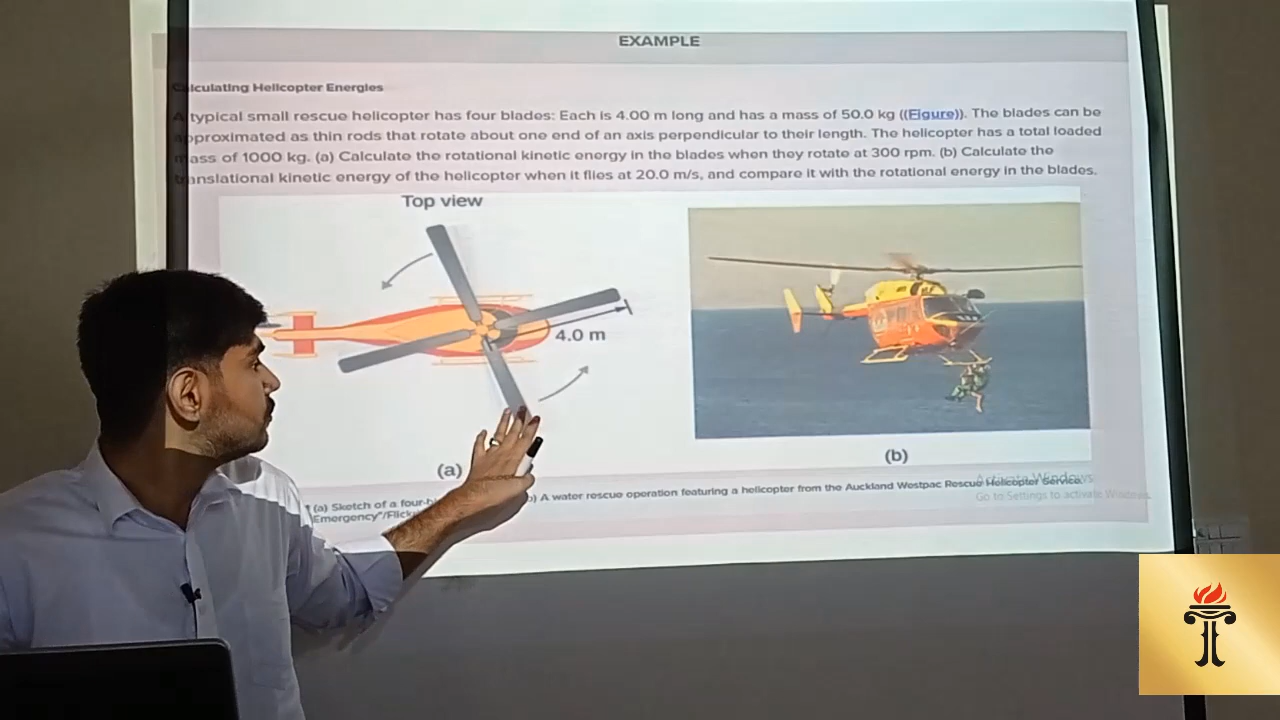 EXAMPLE
lculating Helicopter Energies
A typical small rescue helicopter has four blades: Each is 4.00 m long and has a mass of 50.0 kg ((Figure)). The blades can be
pproximated as thin rods that rotate about one end of an axis perpendicular to their length. The helicopter has a total loaded
mass of 1000 kg. (a) Calculate the rotational kinetic energy in the blades when they rotate at 300 rpm. (b) Calculate the
translational kinetic energy of the helicopter when it flies at 20.0 m/s, and compare it with the rotational energy in the blades.
Top view
4.0 m
(a)
(b)
(a) Sketch of a four-b
) A water rescue operation featuring a helicopter from the Auckland Westpac Rescue Helicopter Service.
Emergency"/Flick
Activate Windows
Go to Settings to activate Windows.